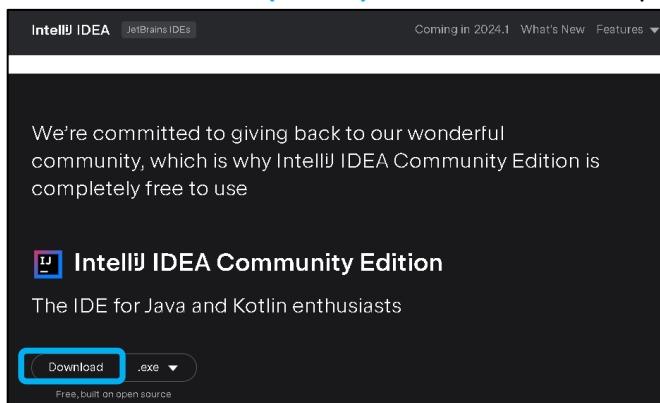 IntelliJ IDEA JetBrains IDEs Coming in 2024.1 What's New Features
We're committed to giving back to our wonderful
community, which is why IntelliJ IDEA Community Edition is
completely free to use
IJ IntelliJ IDEA Community Edition
The IDE for Java and Kotlin enthusiasts
Download .exe
Free, built on open source